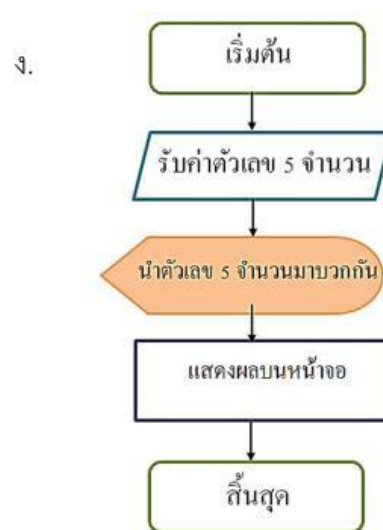 ง.
เริ่มต้น
รับค่าตัวเลข 5 จำนวน
นำตัวเลข 5 จำนวนมาบวกกัน
แสดงผลบนหน้าจอ
สิ้นสุด